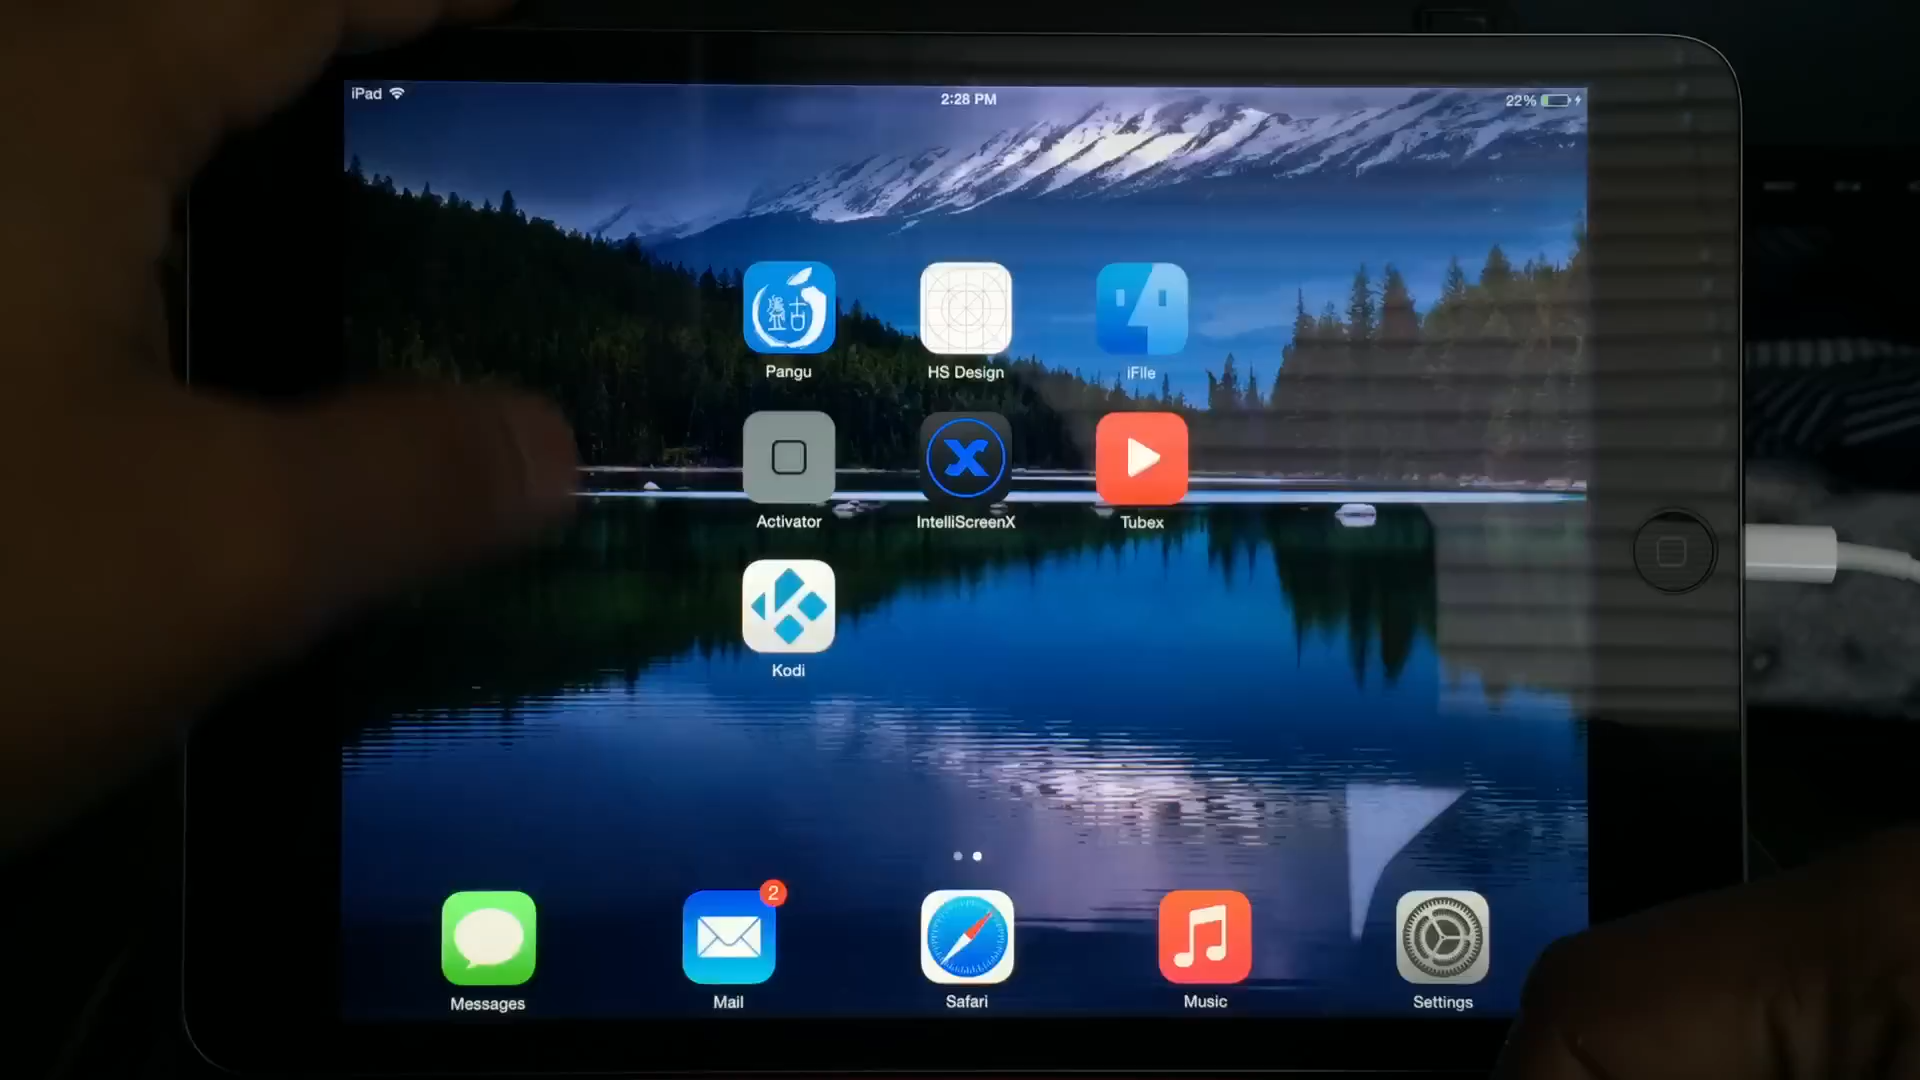 iPad
2:28 PM
22%
Pangu
HS Design
iFile
Activator
IntelliScreenX
Tubex
Kodi
2
Messages
Mail
Safari
Music
Settings